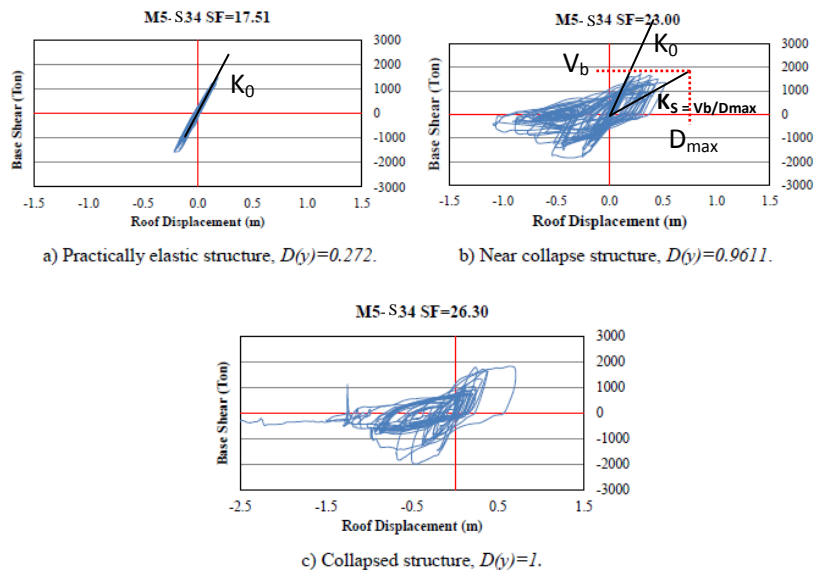 M5- S34 SF=17.51
3000
2000
1000
0
-1000
-2000
-3000
Base Shear (Ton)
K0
-1.5 -1.0 -0.5 0.0 0.5 1.0 1.5
Roof Displacement (m)
a) Practically elastic structure, D(y)=0.272.
M5- S34 SF=23.00
3000
2000
1000
0
-1000
-2000
-3000
Base Shear (Ton)
K0
Vb
KS = Vb/Dmax
Dmax
-1.5 -1.0 -0.5 0.0 0.5 1.0 1.5
Roof Displacement (m)
b) Near collapse structure, D(y)=0.9611.
M5- S34 SF=26.30
3000
2000
1000
0
-1000
-2000
-3000
Base Shear (Ton)
-2.5 -1.5 -0.5 0.5 1.5
Roof Displacement (m)
c) Collapsed structure, D(y)=1.